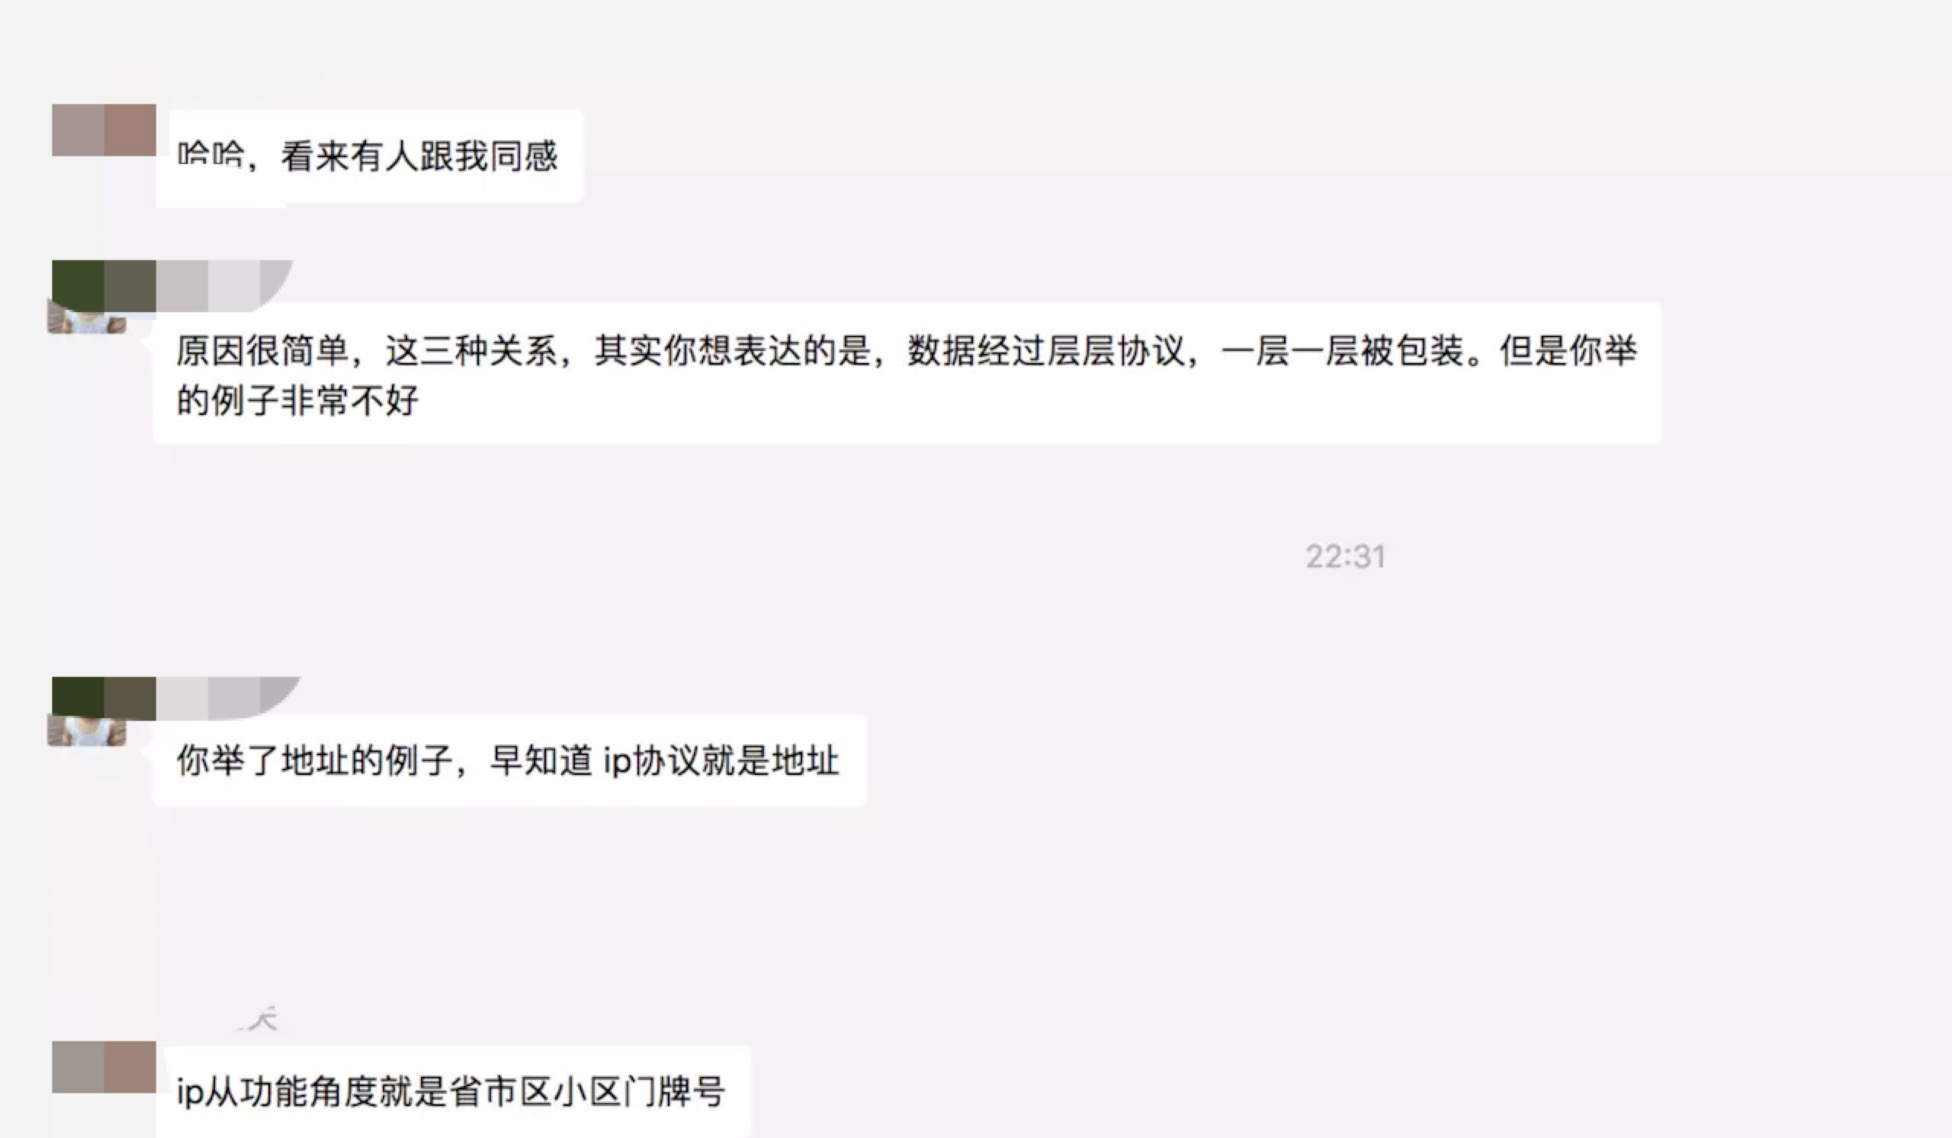 哈哈，看来有人跟我同感
原因很简单，这三种关系，其实你想表达的是，数据经过层层协议，一层一层被包装。但是你举
的例子非常不好
22:31
你举了地址的例子，早知道 ip协议就是地址
ip从功能角度就是省市区小区门牌号